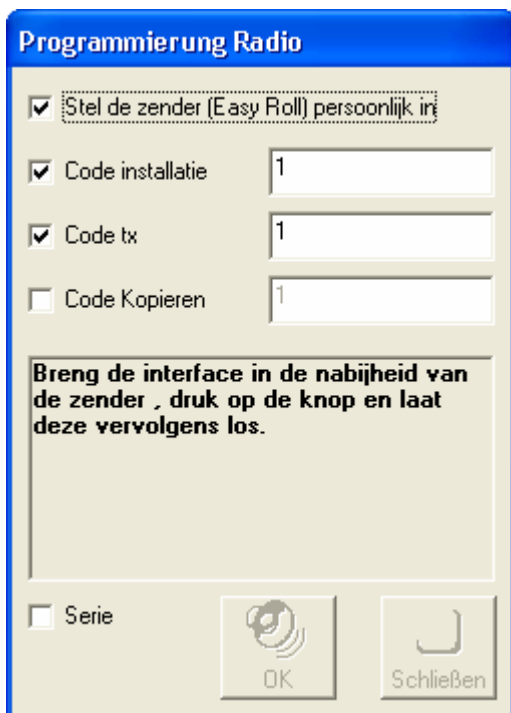 Programmierung Radio
Stel de zender (Easy Roll) persoonlijk in
Code installatie 1
Code tx 1
Code Kopieren 1
Breng de interface in de nabijheid van
de zender , druk op de knop en laat
deze vervolgens los.
Serie
OK
Schließen